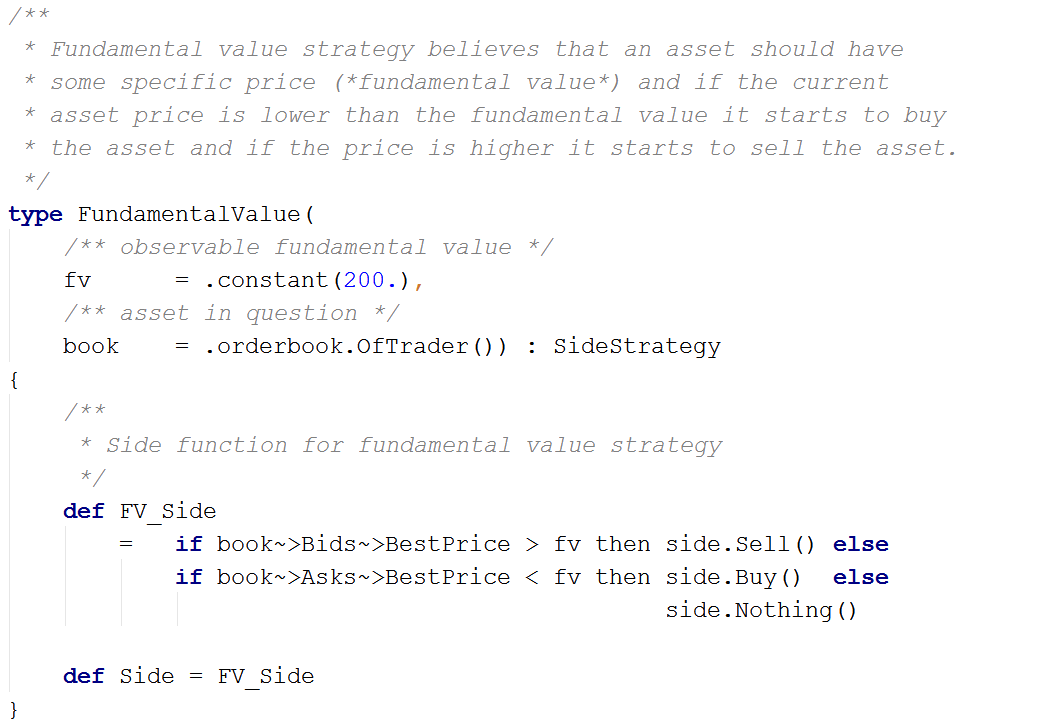 /**
 * Fundamental value strategy believes that an asset should have
 * some specific price (*fundamental value*) and if the current
 * asset price is lower than the fundamental value it starts to buy
 * the asset and if the price is higher it starts to sell the asset.
 */
type FundamentalValue(
    /** observable fundamental value */
    fv      = .constant(200.),
    /** asset in question */
    book    = .orderbook.OfTrader()) : SideStrategy
{
    /**
     * Side function for fundamental value strategy
     */
    def FV_Side
        =   if book~>Bids~>BestPrice > fv then side.Sell() else
            if book~>Asks~>BestPrice < fv then side.Buy()  else
                                               side.Nothing()

    def Side = FV_Side
}